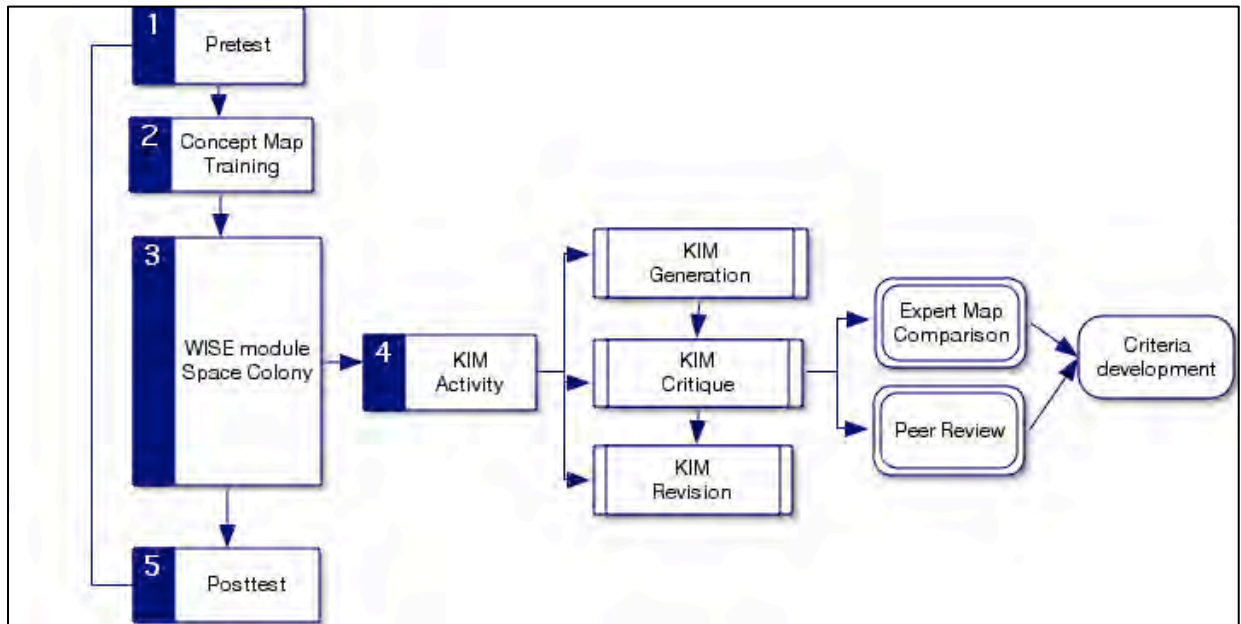 1
Pretest
2
Concept Map
Training
3
WISE module
Space Colony
4
KIM
Activity
KIM
Generation
KIM
Critique
KIM
Revision
Expert Map
Comparison
Peer Review
Criteria
development
5
Posttest